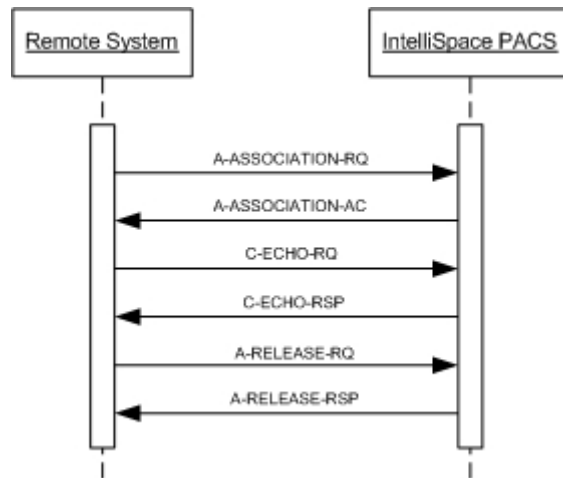 Remote System
IntelliSpace PACS
A-ASSOCIATION-RQ
A-ASSOCIATION-AC
C-ECHO-RQ
C-ECHO-RSP
A-RELEASE-RQ
A-RELEASE-RSP